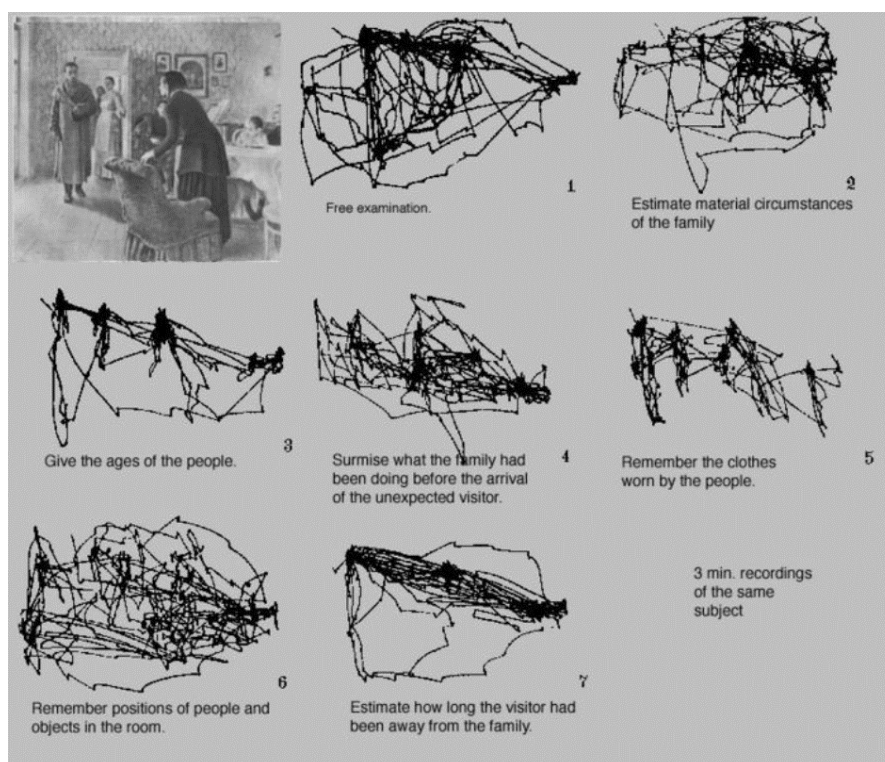 1
Free examination.
2
Estimate material circumstances
of the family
3
Give the ages of the people.
4
Surmise what the family had
been doing before the arrival
of the unexpected visitor.
5
Remember the clothes
worn by the people.
6
Remember positions of people and
objects in the room.
7
Estimate how long the visitor had
been away from the family.
3 min. recordings
of the same
subject